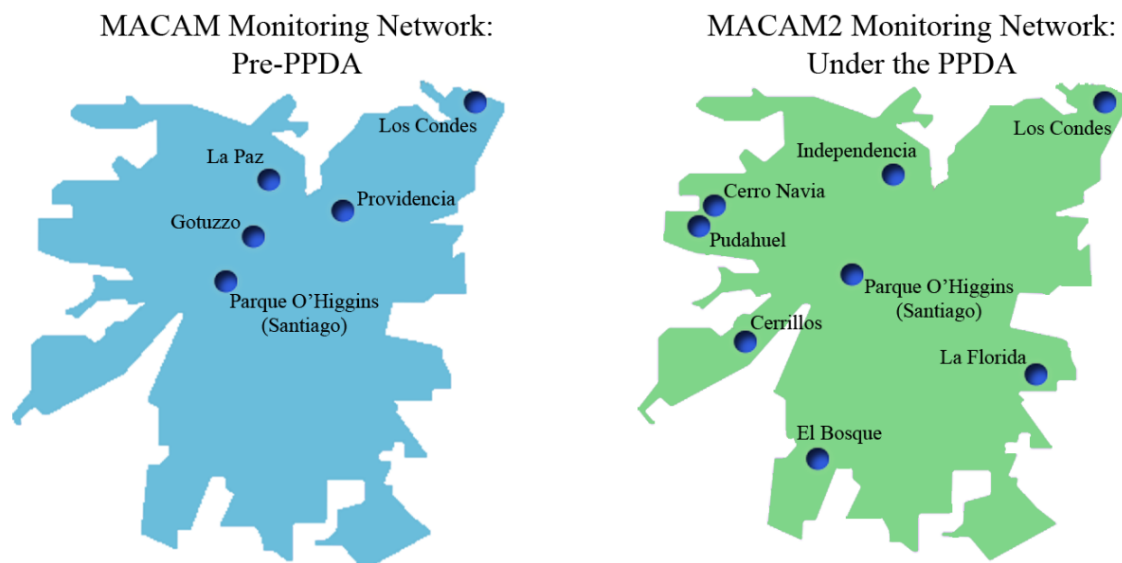 MACAM Monitoring Network:
Pre-PPDA
Los Condes
La Paz
Providencia
Gotuzzo
Parque O’Higgins
(Santiago)
MACAM2 Monitoring Network:
Under the PPDA
Los Condes
Independencia
Cerro Navia
Pudahuel
Parque O’Higgins
(Santiago)
Cerrillos
La Florida
El Bosque